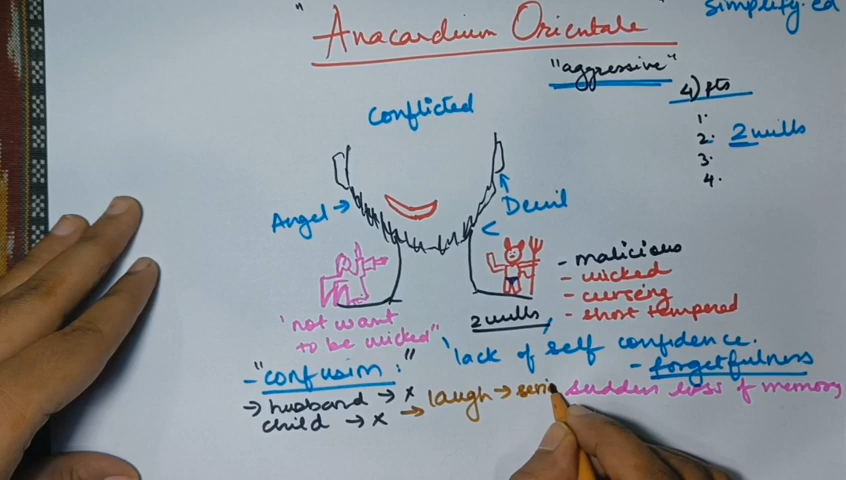 " Anacardium Orientale "
simplify.ed
"aggressive"
4) pts
1.
2. 2 wills
3.
4.
Conflicted
Angel →
Devil
- malicious
- wicked
- cursing
- short tempered
2 wills
'not want
to be wicked"
' lack of self confidence.
- forgetfulness
sudden loss of memory
- "confusion:"
→ husband → x
child → x
→ laugh → seri